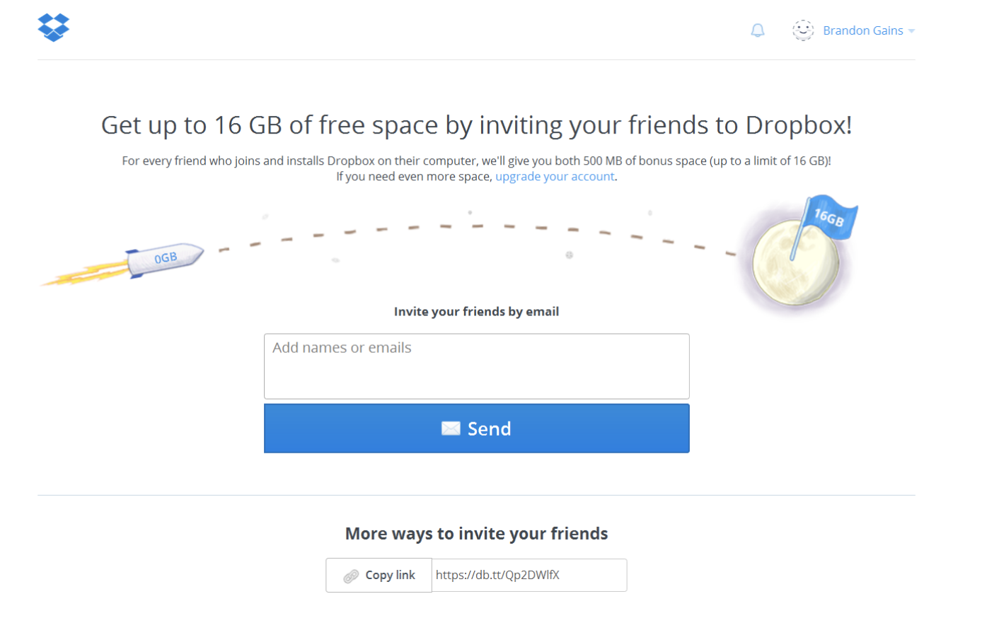 Brandon Gains
Get up to 16 GB of free space by inviting your friends to Dropbox!
For every friend who joins and installs Dropbox on their computer, we'll give you both 500 MB of bonus space (up to a limit of 16 GB)!
If you need even more space, upgrade your account.
16GB
0GB
Invite your friends by email
Add names or emails
Send
More ways to invite your friends
Copy link https://db.tt/Qp2DWlfX